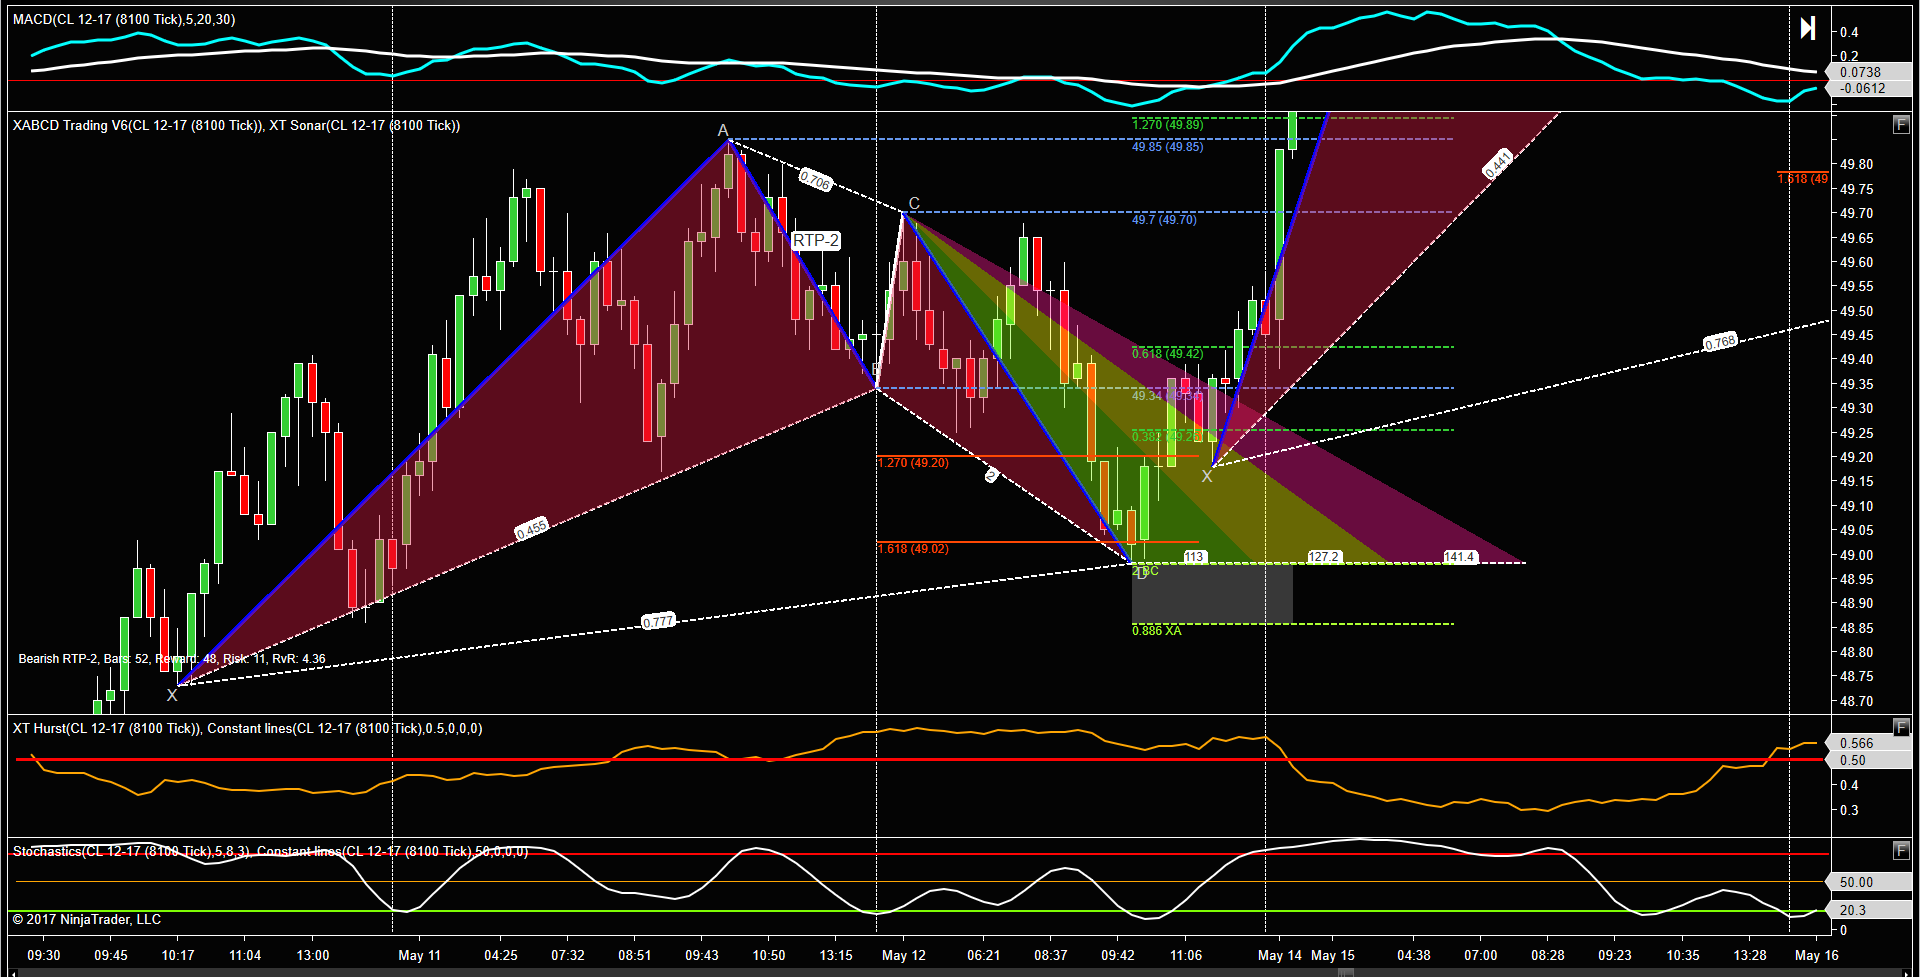 MACD(CL 12-17 (8100 Tick),5,20,30)
0.4
0.2
0.0738
-0.0612
XABCD Trading V6(CL 12-17 (8100 Tick)), XT Sonar(CL 12-17 (8100 Tick))
F
1.270 (49.89)
A
49.85 (49.85)
49.80
0.441
0.706
49.75
C
49.70
49.7 (49.70)
RTP-2
49.65
49.60
49.55
49.50
49.45
0.768
0.618 (49.42)
49.40
49.35
49.34
49.30
0.382
49.25
1.270 (49.20)
49.20
2
X
49.15
49.10
0.455
49.05
1.618 (49.02)
49.00
113
127.2
141.4
2 BC
D
48.95
48.90
0.777
0.886 XA
48.85
Bearish RTP-2, Bars: 52, Reward: 48, Risk: 11, RvR: 4.36
48.80
48.75
X
48.70
XT Hurst(CL 12-17 (8100 Tick)), Constant lines(CL 12-17 (8100 Tick),0.5,0,0,0)
F
0.566
0.50
0.4
0.3
Stochastics(CL 12-17 (8100 Tick),5,8,3), Constant lines(CL 12-17 (8100 Tick),50,0,0,0)
F
50.00
20.3
© 2017 NinjaTrader, LLC
0
09:30 09:45 10:17 11:04 13:00 May 11 04:25 07:32 08:51 09:43 10:50 13:15 May 12 06:21 08:37 09:42 11:06 May 14 May 15 04:38 07:00 08:28 09:23 10:35 13:28 May 16